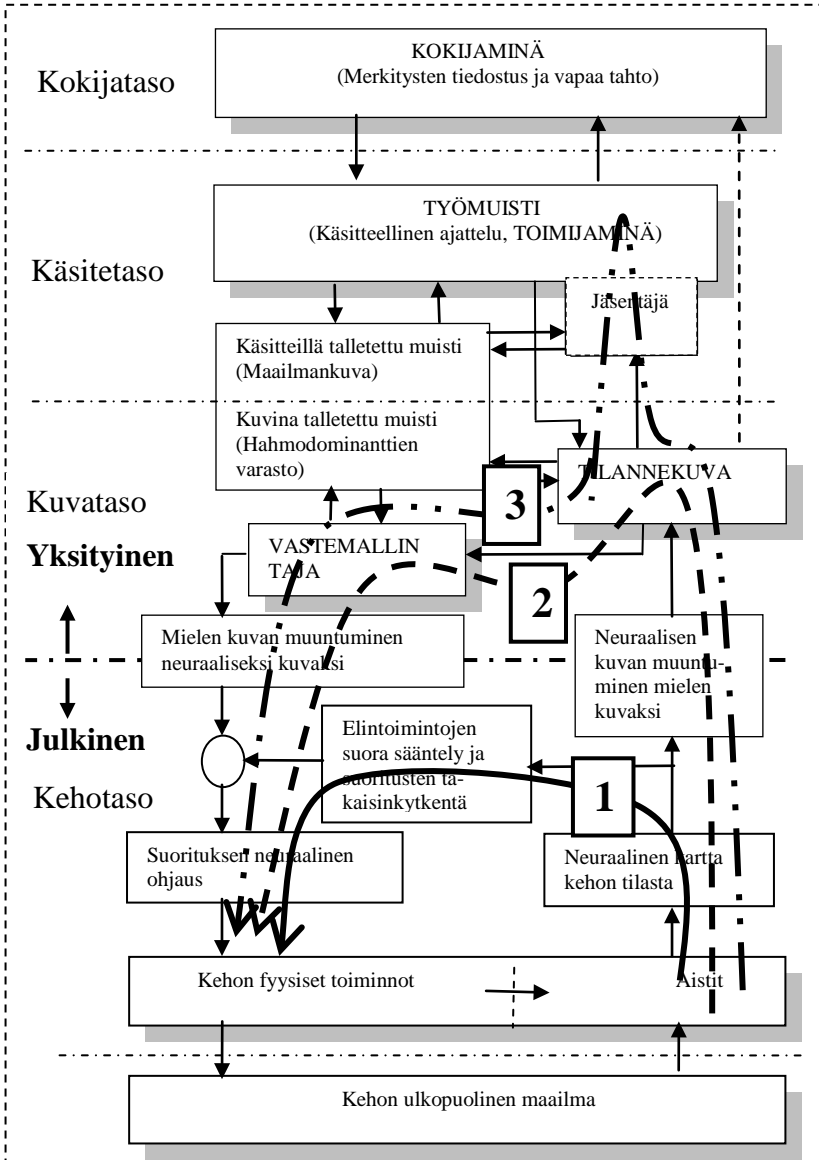 KOKIJAMINÄ
(Merkitysten tiedostus ja vapaa tahto)
Kokijataso
TYÖMUISTI
(Käsitteellinen ajattelu, TOIMIJAMINÄ)
Käsitetaso
Jäsentäjä
Käsitteillä talletettu muisti
(Maailmankuva)
Kuvina talletettu muisti
(Hahmodominanttien
varasto)
TILANNEKUVA
Kuvataso
3
Yksityinen
VASTEMALLIN
TAJA
2
Mielen kuvan muuntuminen
neuraaliseksi kuvaksi
Neuraalisen
kuvan muuntu-
minen mielen
kuvaksi
Julkinen
Elintoimintojen
suora sääntely ja
suoritusten ta-
kaisinkytkentä
1
Kehotaso
Suorituksen neuraalinen
ohjaus
Neuraalinen kartta
kehon tilasta
Kehon fyysiset toiminnot
Aistit
Kehon ulkopuolinen maailma